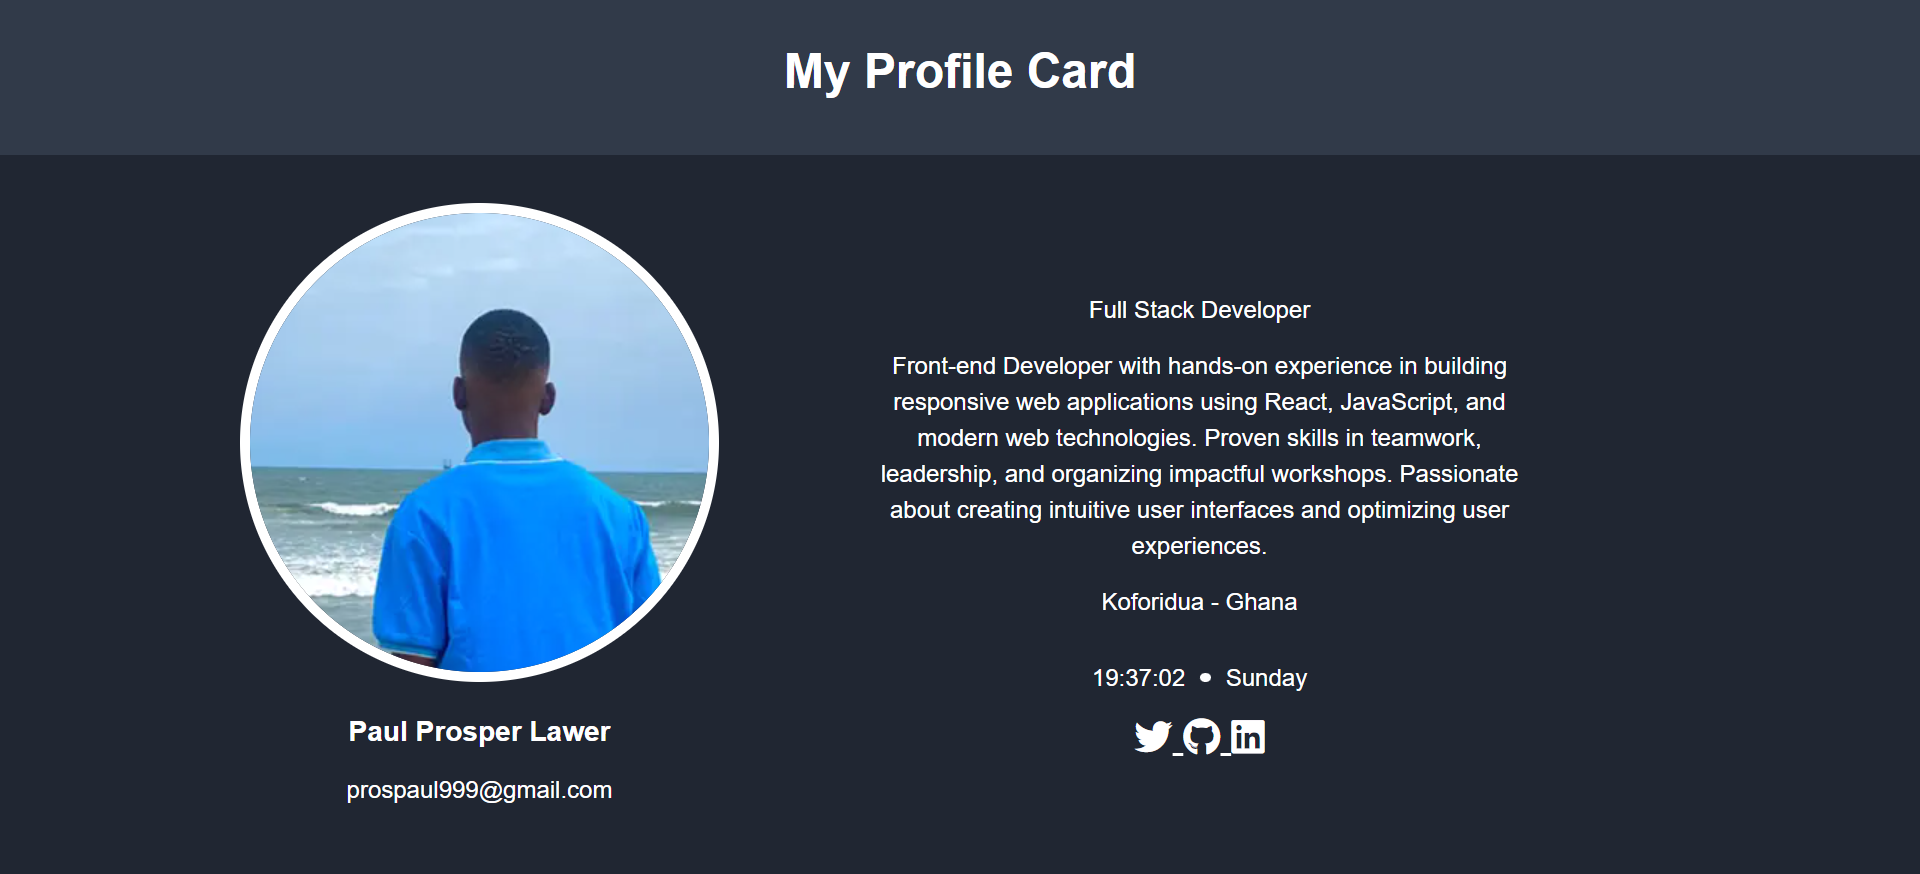 My Profile Card
Paul Prosper Lawer
prospaul999@gmail.com
Full Stack Developer
Front-end Developer with hands-on experience in building
responsive web applications using React, JavaScript, and
modern web technologies. Proven skills in teamwork,
leadership, and organizing impactful workshops. Passionate
about creating intuitive user interfaces and optimizing user
experiences.
Koforidua - Ghana
19:37:02 • Sunday
in